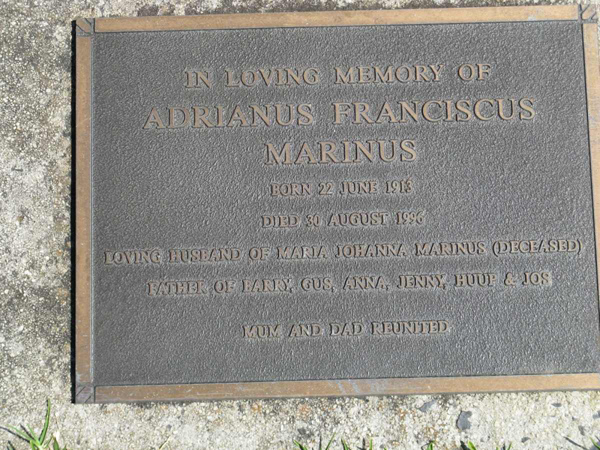 IN LOVING MEMORY OF
ADRIANUS FRANCISCUS
MARINUS
BORN 22 JUNE 1913
DIED 30 AUGUST 1996
LOVING HUSBAND OF MARIA JOHANNA MARINUS (DECEASED)
FATHER OF BARRY, GUS, ANNA, JENNY, HUUP & JOS
MUM AND DAD REUNITED